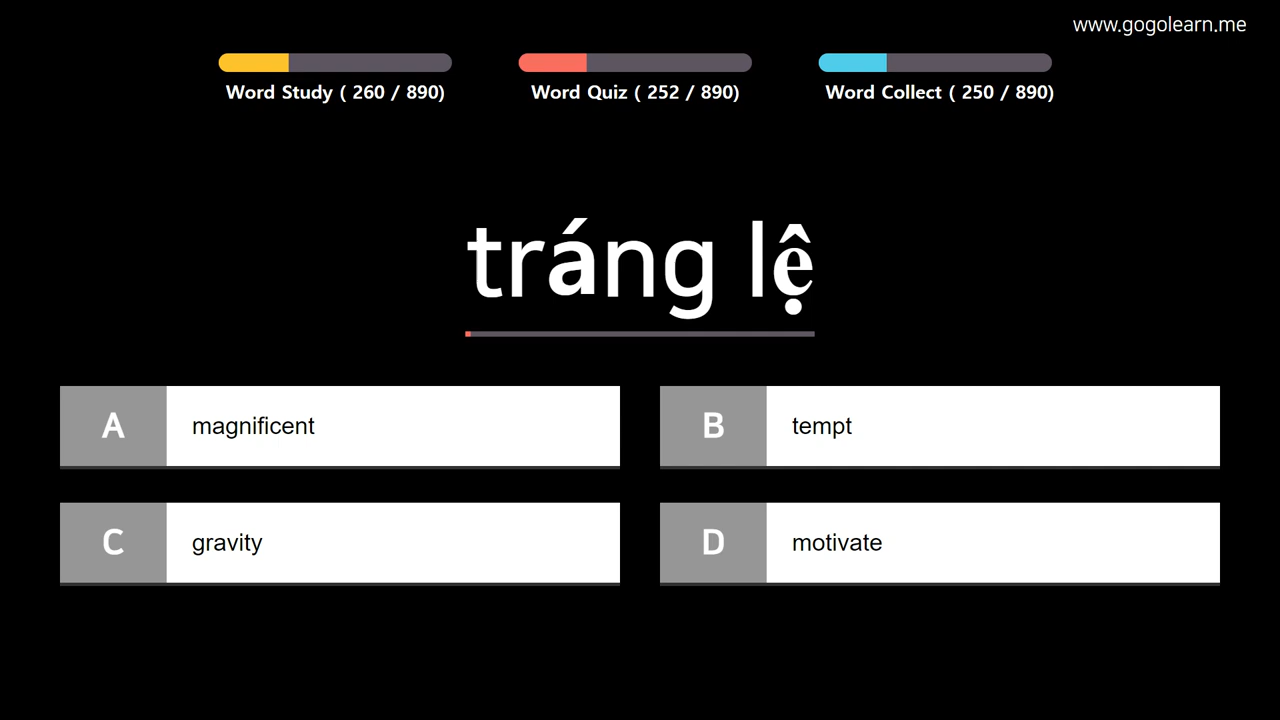 www.gogolearn.me
Word Study ( 260 / 890)
Word Quiz ( 252 / 890)
Word Collect ( 250 / 890)
tráng lệ
A magnificent
B tempt
C gravity
D motivate